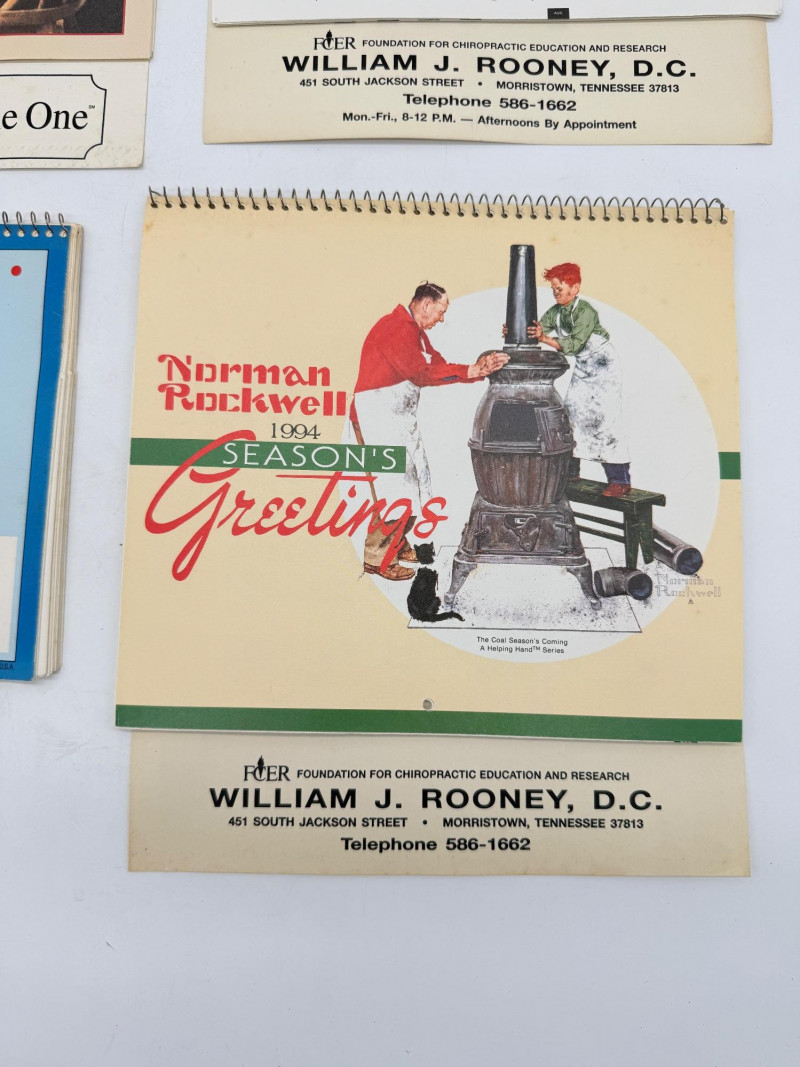 FCER FOUNDATION FOR CHIROPRACTIC EDUCATION AND RESEARCH
WILLIAM J. ROONEY, D.C.
451 SOUTH JACKSON STREET • MORRISTOWN, TENNESSEE 37813
Telephone 586-1662
Mon.-Fri., 8-12 P.M. — Afternoons By Appointment
e One℠
USA
Norman
Rockwell
1994
SEASON'S
Greetings
Norman
Rockwell
The Coal Season's Coming
A Helping Hand™ Series
FCER FOUNDATION FOR CHIROPRACTIC EDUCATION AND RESEARCH
WILLIAM J. ROONEY, D.C.
451 SOUTH JACKSON STREET • MORRISTOWN, TENNESSEE 37813
Telephone 586-1662